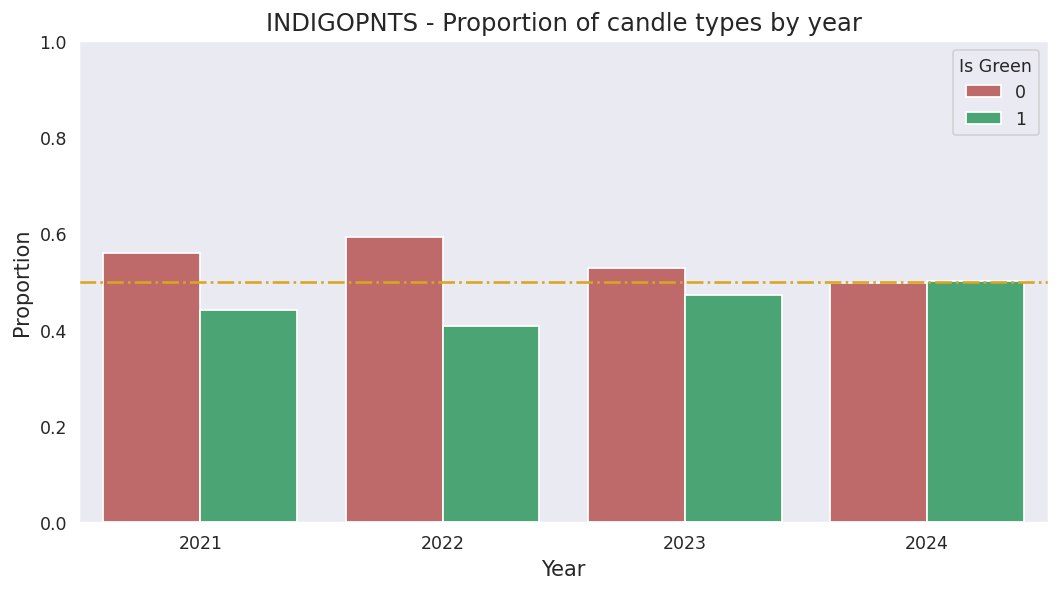 INDIGOPNTS - Proportion of candle types by year
Proportion
1.0
0.8
0.6
0.4
0.2
0.0
Is Green
0
1
2021 2022 2023 2024
Year